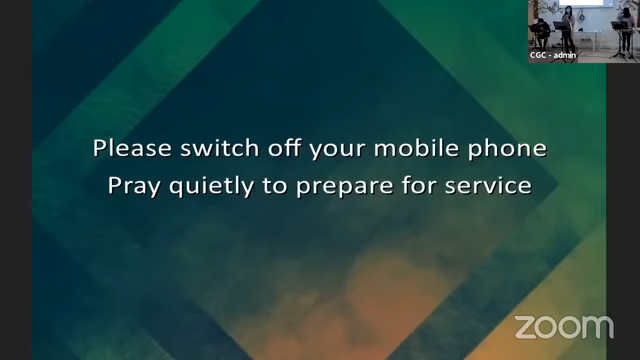 CGC - admin
Please switch off your mobile phone
Pray quietly to prepare for service
zoom